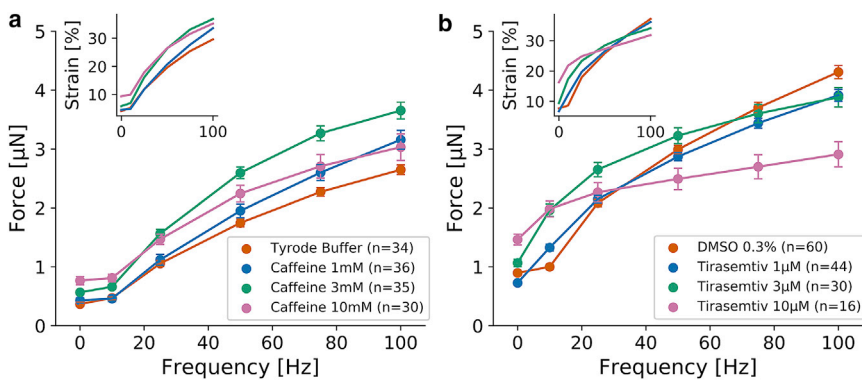 a
5
4
3
2
1
0
Force [µN]
0 20 40 60 80 100
Frequency [Hz]
Strain [%]
30
20
10
0 100
Tyrode Buffer (n=34)
Caffeine 1mM (n=36)
Caffeine 3mM (n=35)
Caffeine 10mM (n=30)
b
5
4
3
2
1
0
Force [µN]
0 20 40 60 80 100
Frequency [Hz]
Strain [%]
30
20
10
0 100
DMSO 0.3% (n=60)
Tirasemtiv 1µM (n=44)
Tirasemtiv 3µM (n=30)
Tirasemtiv 10µM (n=16)